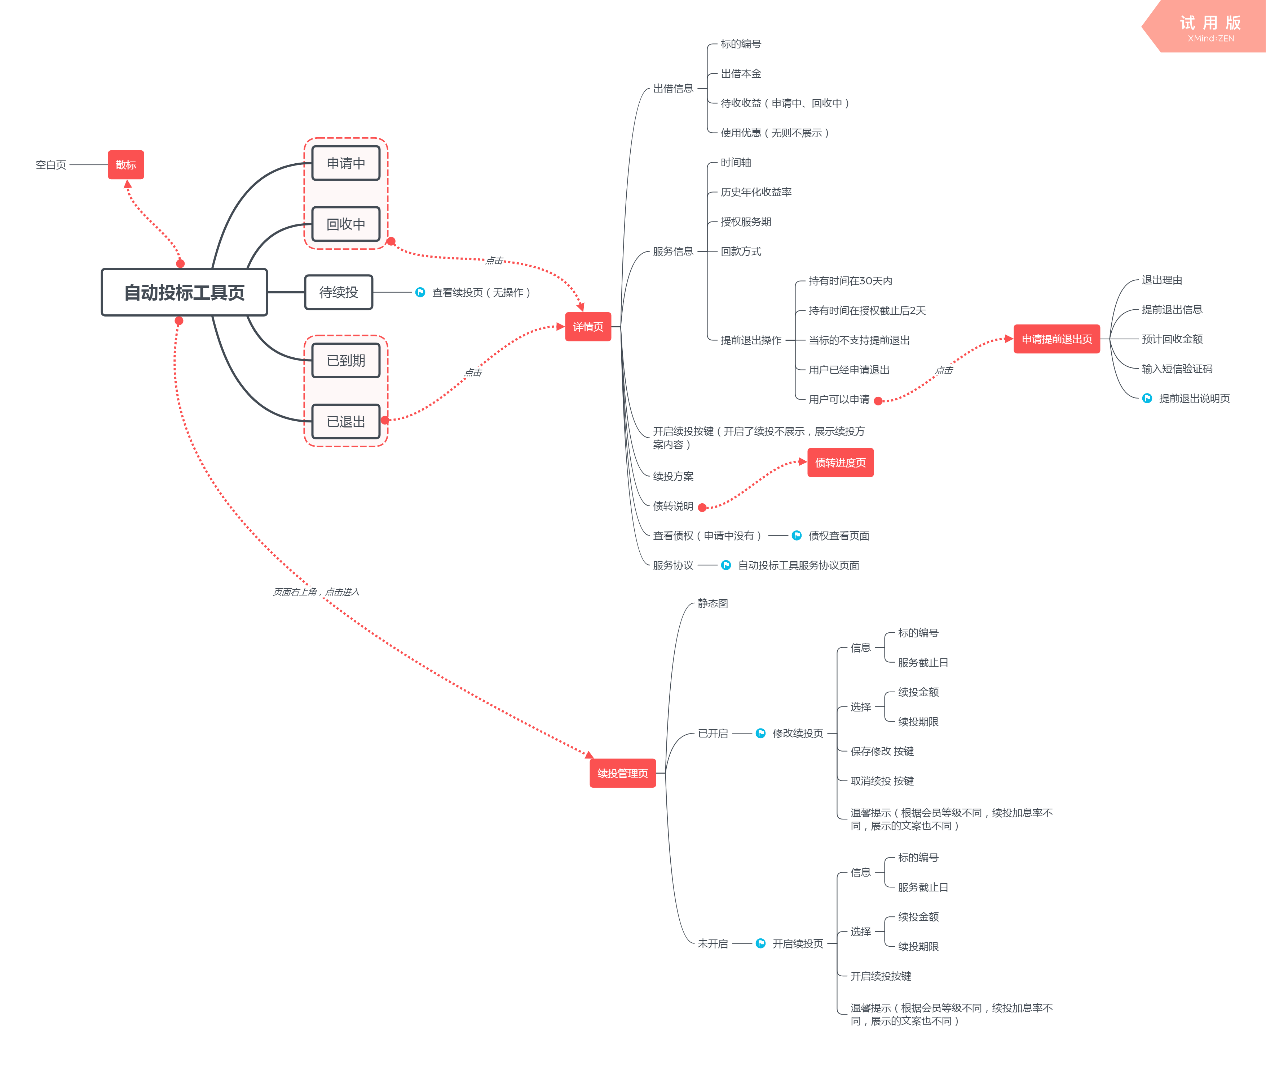 试用版
XMind·ZEN
空白页
散标
自动投标工具页
申请中
回收中
待续投
查看续投页（无操作）
已到期
已退出
点击
点击
详情页
出借信息
标的编号
出借本金
待收收益（申请中、回收中）
使用优惠（无则不展示）
服务信息
时间轴
历史年化收益率
授权服务期
回款方式
提前退出操作
持有时间在30天内
持有时间在授权截止后2天
当标的不支持提前退出
用户已经申请退出
用户可以申请
点击
申请提前退出页
退出理由
提前退出信息
预计回收金额
输入短信验证码
提前退出说明页
开启续投按键（开启了续投不展示，展示续投方
案内容）
续投方案
债转说明
债转进度页
查看债权（申请中没有）
债权查看页面
服务协议
自动投标工具服务协议页面
页面右上角，点击进入
续投管理页
静态图
已开启
修改续投页
信息
标的编号
服务截止日
选择
续投金额
续投期限
保存修改 按键
取消续投 按键
温馨提示（根据会员等级不同，续投加息率不
同，展示的文案也不同）
未开启
开启续投页
信息
标的编号
服务截止日
选择
续投金额
续投期限
开启续投按键
温馨提示（根据会员等级不同，续投加息率不
同，展示的文案也不同）